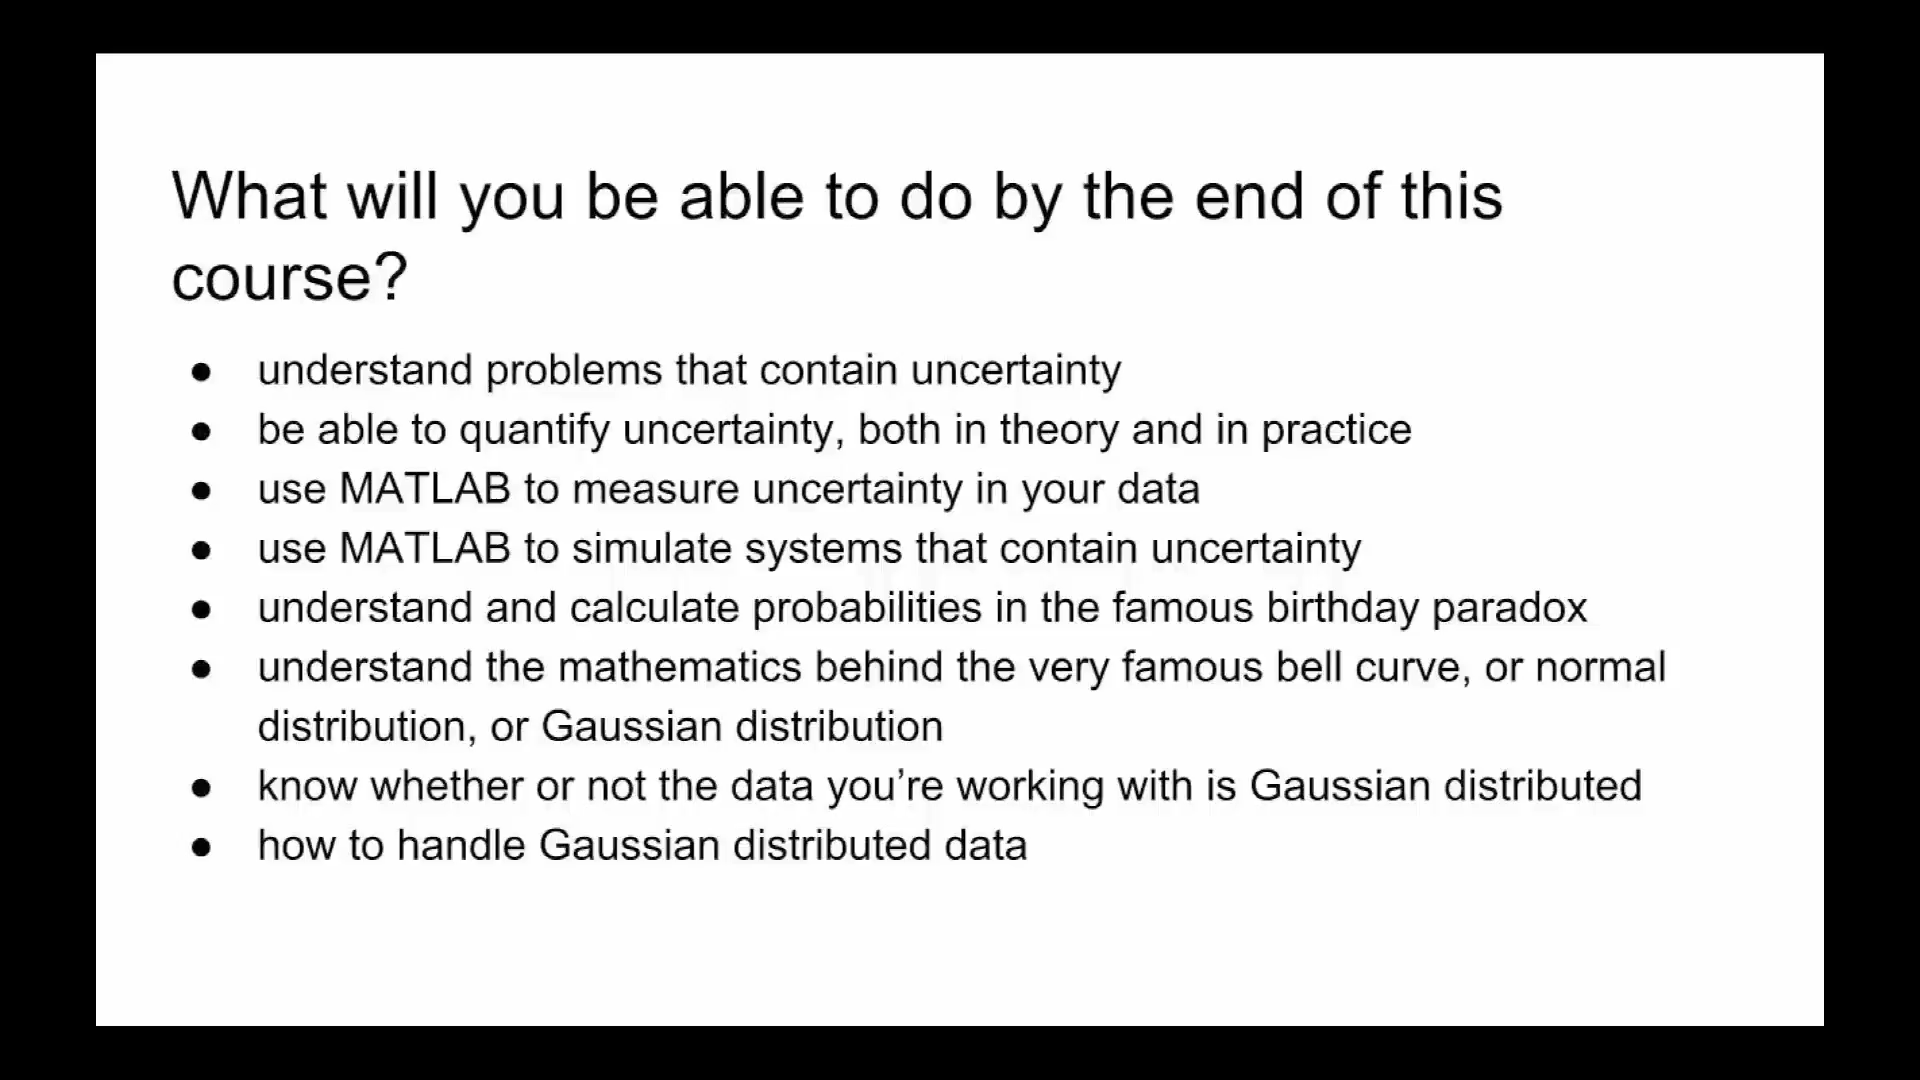 What will you be able to do by the end of this
course?
● understand problems that contain uncertainty
● be able to quantify uncertainty, both in theory and in practice
● use MATLAB to measure uncertainty in your data
● use MATLAB to simulate systems that contain uncertainty
● understand and calculate probabilities in the famous birthday paradox
● understand the mathematics behind the very famous bell curve, or normal
distribution, or Gaussian distribution
● know whether or not the data you’re working with is Gaussian distributed
● how to handle Gaussian distributed data